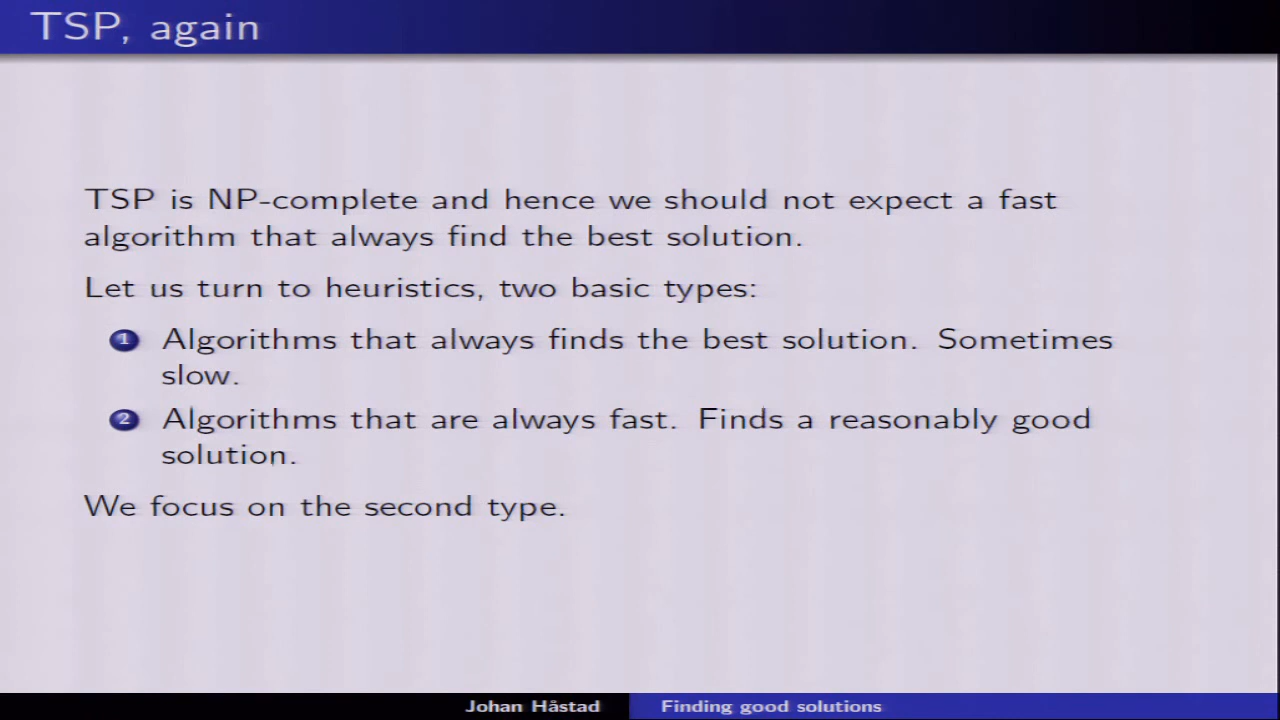 TSP, again
TSP is NP-complete and hence we should not expect a fast
algorithm that always find the best solution.
Let us turn to heuristics, two basic types:
1 Algorithms that always finds the best solution. Sometimes
slow.
2 Algorithms that are always fast. Finds a reasonably good
solution.
We focus on the second type.
Johan Håstad Finding good solutions